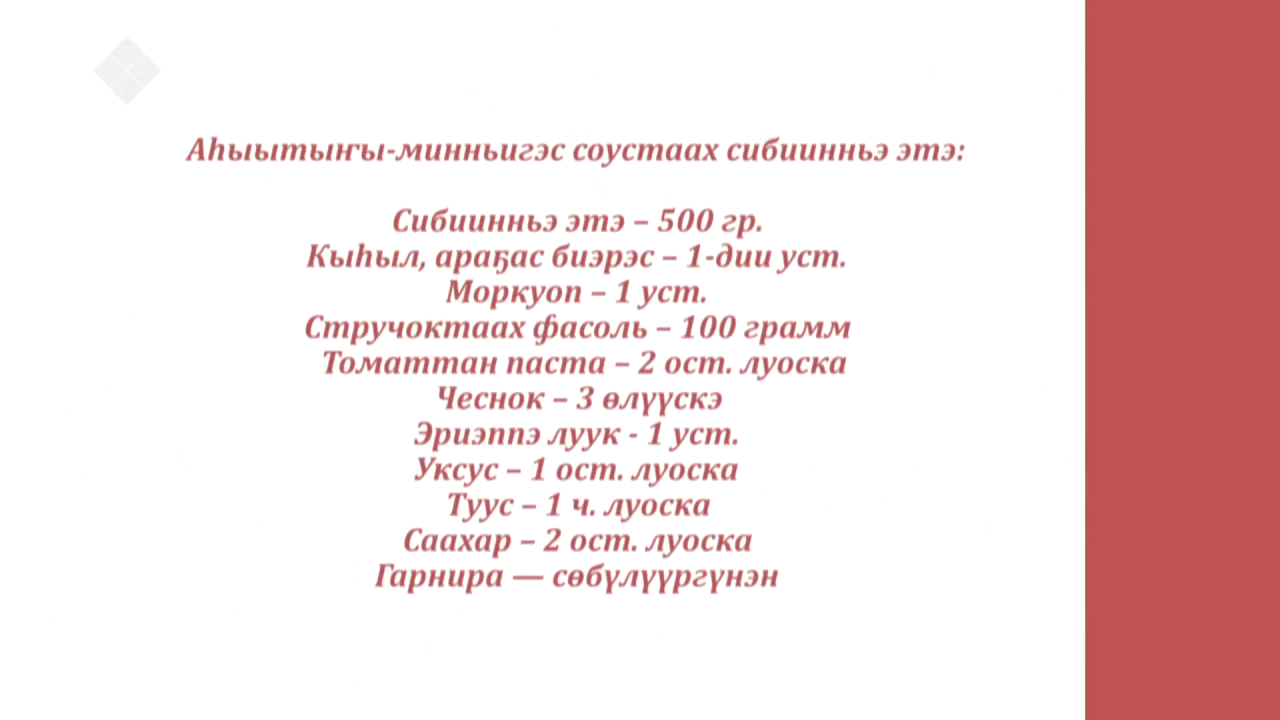 Аһыытыҥы-минньигэс соустаах сибиинньэ этэ:
Сибиинньэ этэ – 500 гр.
Кыһыл, араҕас биэрэс – 1-дии уст.
Моркуоп – 1 уст.
Стручоктаах фасоль – 100 грамм
Томаттан паста – 2 ост. луоска
Чеснок – 3 өлүүскэ
Эриэппэ луук - 1 уст.
Уксус – 1 ост. луоска
Туус – 1 ч. луоска
Саахар – 2 ост. луоска
Гарнира — сөбүлүүргүнэн